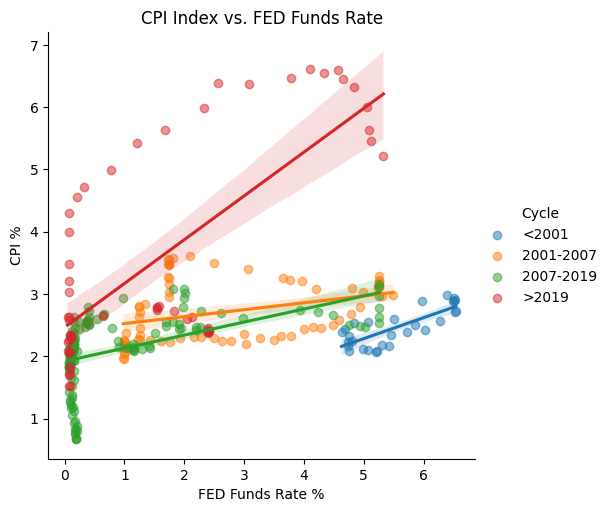 CPI Index vs. FED Funds Rate
7
6
5
4
3
2
1
CPI %
0 1 2 3 4 5 6
FED Funds Rate %
Cycle
<2001
2001-2007
2007-2019
>2019